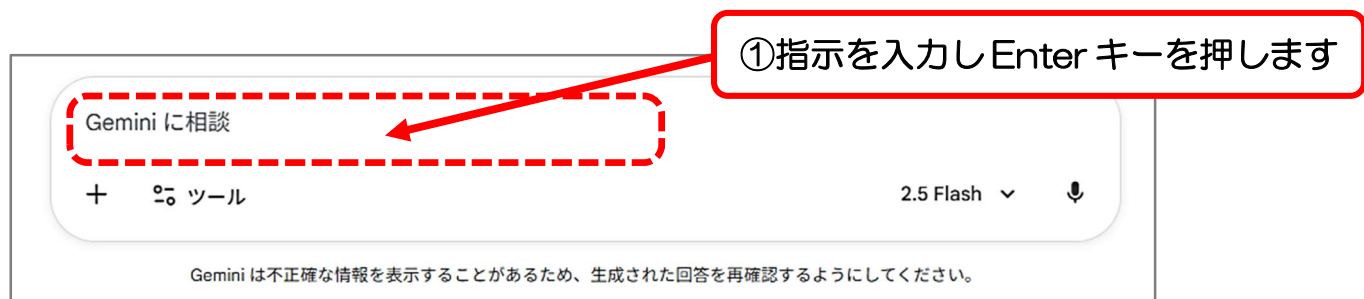 ①指示を入力しEnterキーを押します
Gemini に相談
ツール
2.5 Flash
Gemini は不正確な情報を表示することがあるため、生成された回答を再確認するようにしてください。